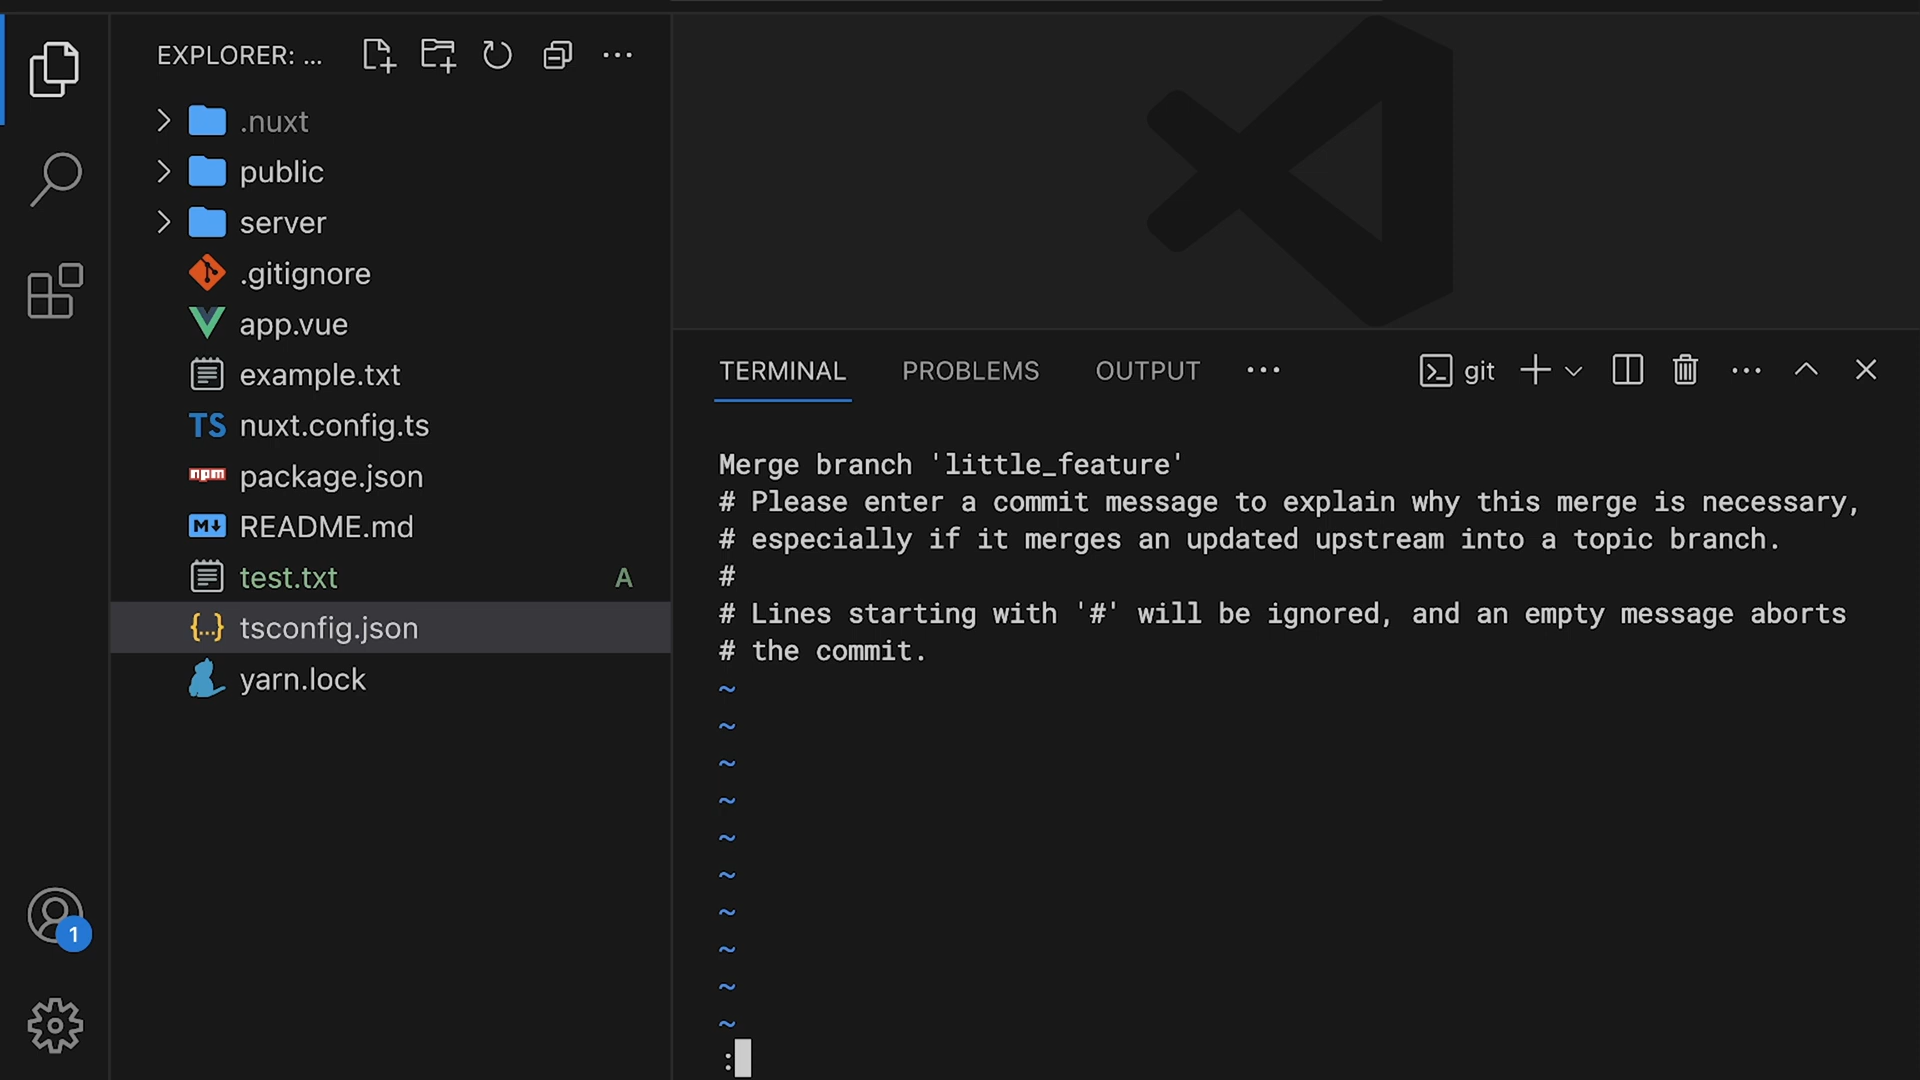 EXPLORER: ...
.nuxt
public
server
.gitignore
app.vue
example.txt
TS nuxt.config.ts
npm package.json
M↓ README.md
test.txt A
{..} tsconfig.json
yarn.lock
1
TERMINAL PROBLEMS OUTPUT ...
git
Merge branch 'little_feature'
# Please enter a commit message to explain why this merge is necessary,
# especially if it merges an updated upstream into a topic branch.
#
# Lines starting with '#' will be ignored, and an empty message aborts
# the commit.
~
~
~
~
~
~
~
~
~
~
: